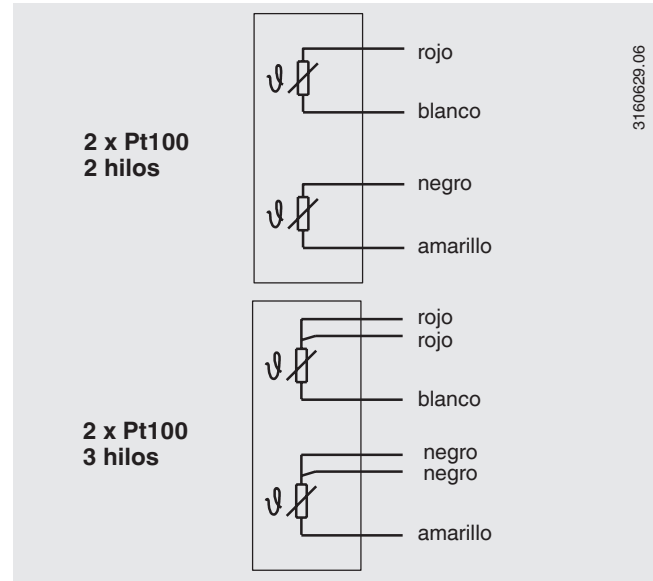 2 x Pt100
2 hilos
ϑ
rojo
blanco
ϑ
negro
amarillo
3160629.06
2 x Pt100
3 hilos
ϑ
rojo
rojo
blanco
ϑ
negro
negro
amarillo